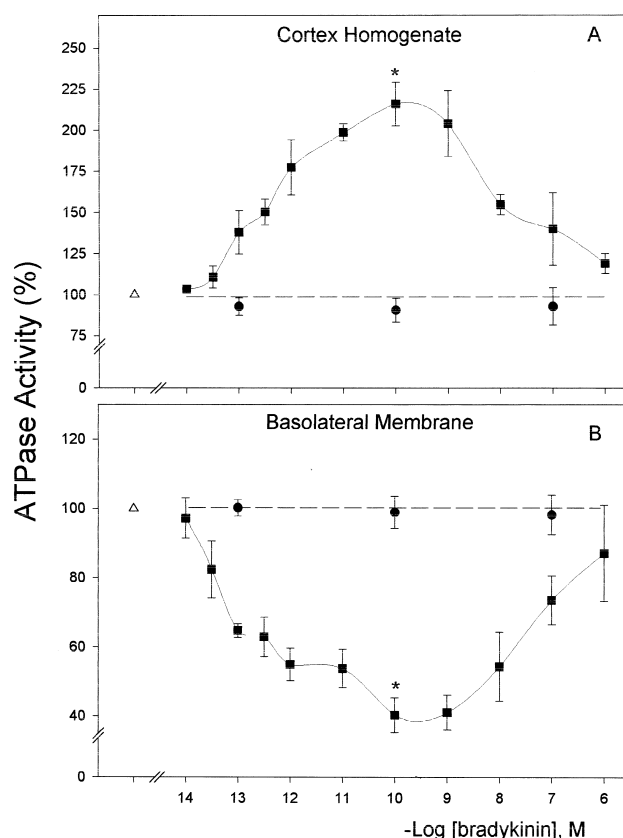 Cortex Homogenate
A
250
225
*
200
175
150
125
100
75
0
ATPase Activity (%)
Basolateral Membrane
B
120
100
80
60
*
40
0
14 13 12 11 10 9 8 7 6
-Log [bradykinin], M